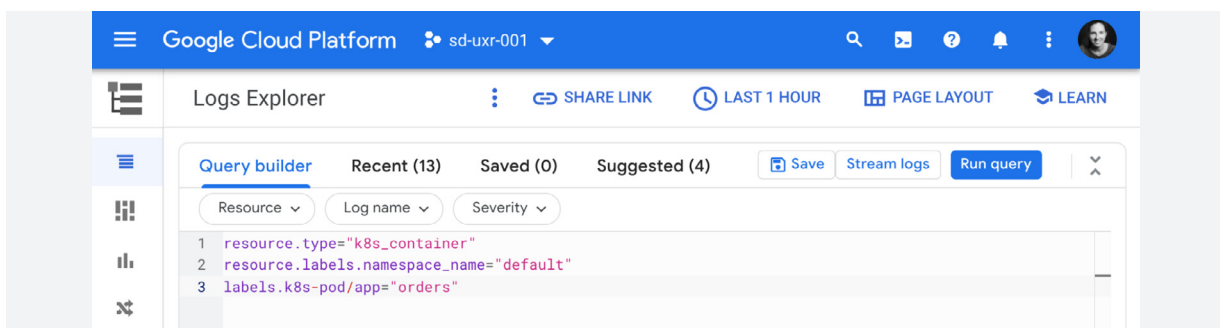 Google Cloud Platform sd-uxr-001
Logs Explorer SHARE LINK LAST 1 HOUR PAGE LAYOUT LEARN
Query builder Recent (13) Saved (0) Suggested (4) Save Stream logs Run query
Resource Log name Severity
1 resource.type="k8s_container"
2 resource.labels.namespace_name="default"
3 labels.k8s-pod/app="orders"